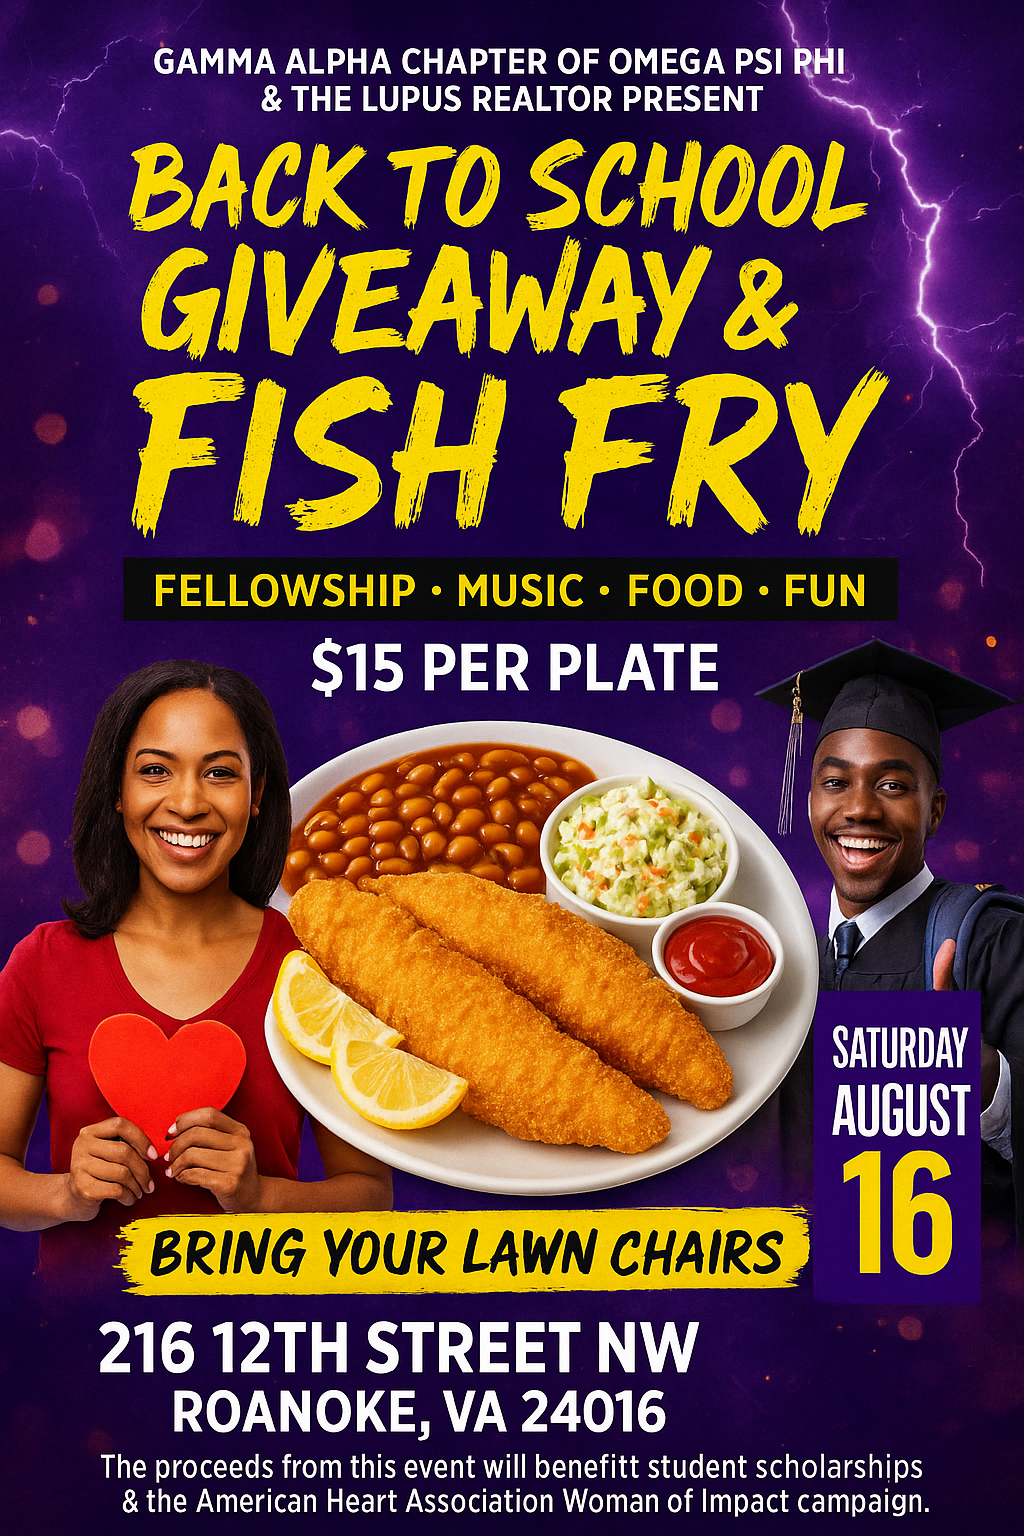 GAMMA ALPHA CHAPTER OF OMEGA PSI PHI
& THE LUPUS REALTOR PRESENT
BACK TO SCHOOL
GIVEAWAY &
FISH FRY
FELLOWSHIP · MUSIC · FOOD · FUN
$15 PER PLATE
SATURDAY
AUGUST
16
BRING YOUR LAWN CHAIRS
216 12TH STREET NW
ROANOKE, VA 24016
The proceeds from this event will benefitt student scholarships
& the American Heart Association Woman of Impact campaign.